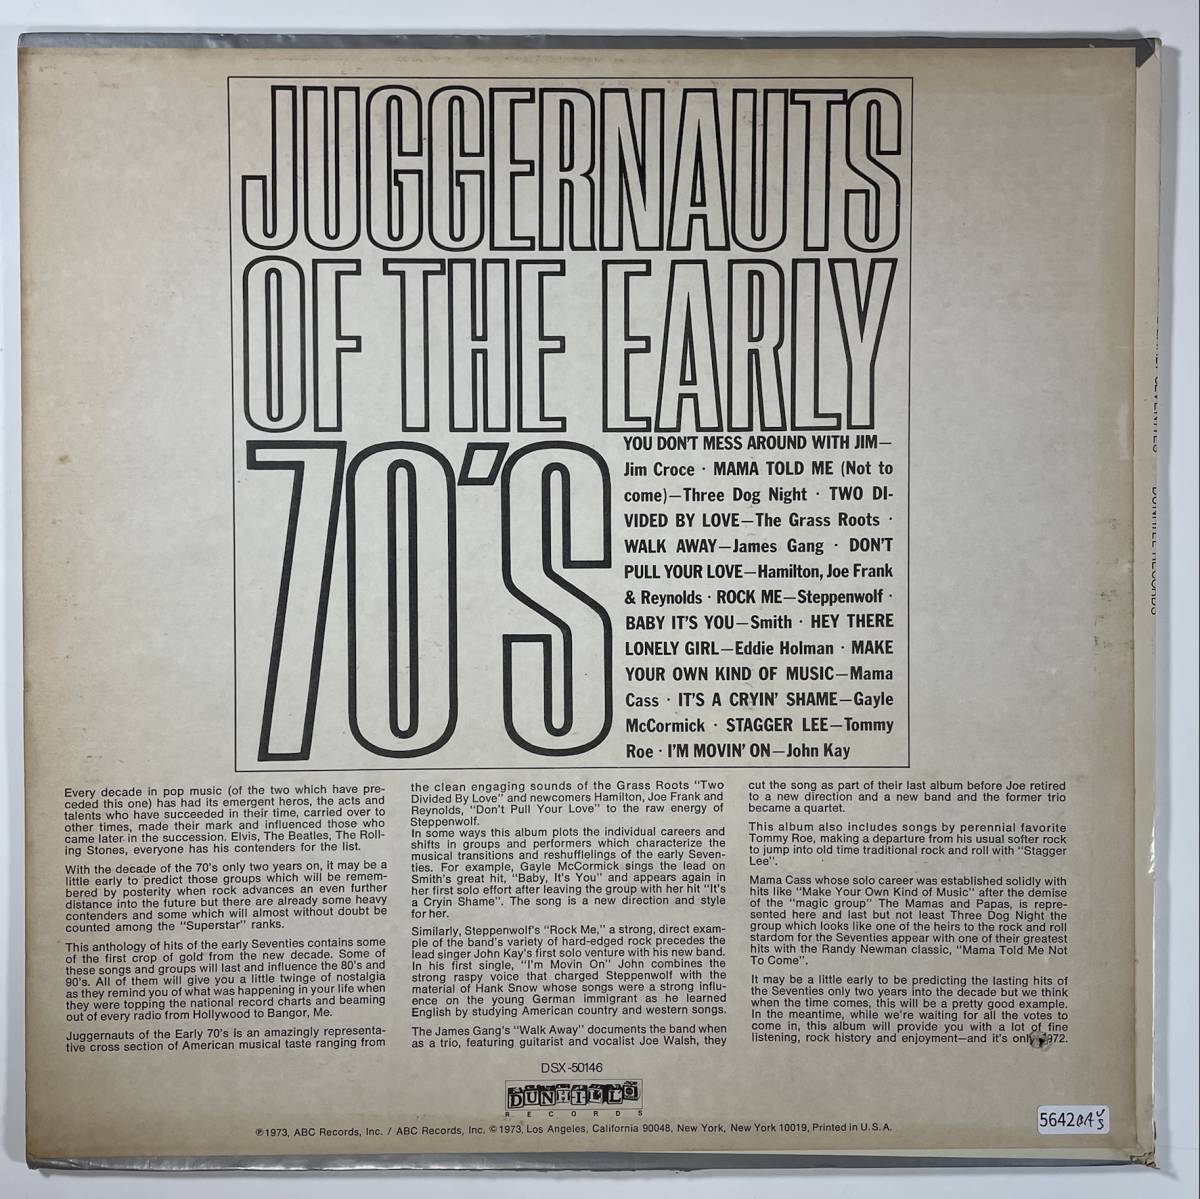 JUGGERNAUTS
OF THE EARLY
70'S
YOU DON'T MESS AROUND WITH JIM—
Jim Croce · MAMA TOLD ME (Not to
come)—Three Dog Night · TWO DI-
VIDED BY LOVE—The Grass Roots ·
WALK AWAY—James Gang · DON'T
PULL YOUR LOVE—Hamilton, Joe Frank
& Reynolds · ROCK ME—Steppenwolf ·
BABY IT'S YOU—Smith · HEY THERE
LONELY GIRL—Eddie Holman · MAKE
YOUR OWN KIND OF MUSIC—Mama
Cass · IT'S A CRYIN' SHAME—Gayle
McCormick · STAGGER LEE—Tommy
Roe · I'M MOVIN' ON—John Kay
Every decade in pop music (of the two which have pre-
ceded this one) has had its emergent heros, the acts and
talents who have succeeded in their time, carried over to
other times, made their mark and influenced those who
came later in the succession. Elvis, The Beatles, The Roll-
ing Stones, everyone has his contenders for the list.
With the decade of the 70's only two years on, it may be a
little early to predict those groups which will be remem-
bered by posterity when rock advances an even further
distance into the future but there are already some heavy
contenders and some which will almost without doubt be
counted among the "Superstar" ranks.
This anthology of hits of the early Seventies contains some
of the first crop of gold from the new decade. Some of
these songs and groups will last and influence the 80's and
90's. All of them will give you a little twinge of nostalgia
as they remind you of what was happening in your life when
they were topping the national record charts and beaming
out of every radio from Hollywood to Bangor, Me.
Juggernauts of the Early 70's is an amazingly representa-
tive cross section of American musical taste ranging from
the clean engaging sounds of the Grass Roots "Two
Divided By Love" and newcomers Hamilton, Joe Frank and
Reynolds, "Don't Pull Your Love" to the raw energy of
Steppenwolf.
In some ways this album plots the individual careers and
shifts in groups and performers which characterize the
musical transitions and reshufflings of the early Seven-
ties. For example, Gayle McCormick sings the lead on
Smith's great hit, "Baby, It's You" and appears again in
her first solo effort after leaving the group with her hit "It's
a Cryin Shame". The song is a new direction and style
for her.
Similarly, Steppenwolf's "Rock Me," a strong, direct exam-
ple of the band's variety of hard-edged rock precedes the
lead singer John Kay's first solo venture with his new band.
In his first single, "I'm Movin On" John combines the
strong raspy voice that charged Steppenwolf with the
material of Hank Snow whose songs were a strong influ-
ence on the young German immigrant as he learned
English by studying American country and western songs.
The James Gang's "Walk Away" documents the band when
as a trio, featuring guitarist and vocalist Joe Walsh, they
cut the song as part of their last album before Joe retired
to a new direction and a new band and the former trio
became a quartet.
This album also includes songs by perennial favorite
Tommy Roe, making a departure from his usual softer rock
to jump into old time traditional rock and roll with "Stagger
Lee".
Mama Cass whose solo career was established solidly with
hits like "Make Your Own Kind of Music" after the demise
of the "magic group" The Mamas and Papas, is repre-
sented here and last but not least Three Dog Night the
group which looks like one of the heirs to the rock and roll
stardom for the Seventies appear with one of their greatest
hits with the Randy Newman classic, "Mama Told Me Not
To Come".
It may be a little early to be predicting the lasting hits of
the Seventies only two years into the decade but we think
when the time comes, this will be a pretty good example.
In the meantime, while we're waiting for all the votes to
come in, this album will provide you with a lot of fine
listening, rock history and enjoyment—and it's only 1972.
DSX-50146
DUNHILL
RECORDS
℗1973, ABC Records, Inc. / ABC Records, Inc. ©1973, Los Angeles, California 90048, New York, New York 10019, Printed in U.S.A.
5642